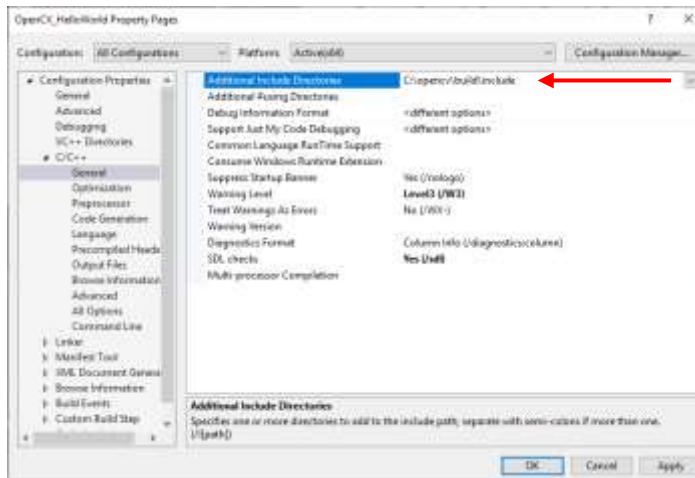 OpenCV_HelloWorld Property Pages
? X
Configuration: All Configurations Platform: Active(x64) Configuration Manager...
Configuration Properties
General
Advanced
Debugging
VC++ Directories
C/C++
General
Optimization
Preprocessor
Code Generation
Language
Precompiled Heade
Output Files
Browse Information
Advanced
All Options
Command Line
Linker
Manifest Tool
XML Document Genera
Browse Information
Build Events
Custom Build Step
Additional Include Directories C:\opencv\build\include
Additional #using Directories
Debug Information Format <different options>
Support Just My Code Debugging <different options>
Common Language RunTime Support
Consume Windows Runtime Extension
Suppress Startup Banner Yes (/nologo)
Warning Level Level3 (/W3)
Treat Warnings As Errors No (/WX-)
Warning Version
Diagnostics Format Column Info (/diagnostics:column)
SDL checks Yes (/sdl)
Multi-processor Compilation
Additional Include Directories
Specifies one or more directories to add to the include path; separate with semi-colons if more than one.
(/I[path])
OK Cancel Apply